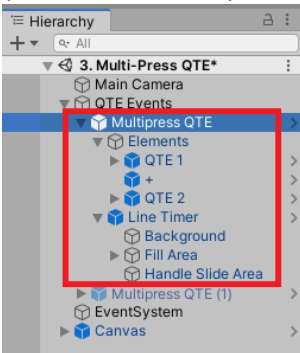 Hierarchy
All
3. Multi-Press QTE*
Main Camera
QTE Events
Multipress QTE
Elements
QTE 1
+
QTE 2
Line Timer
Background
Fill Area
Handle Slide Area
Multipress QTE (1)
EventSystem
Canvas